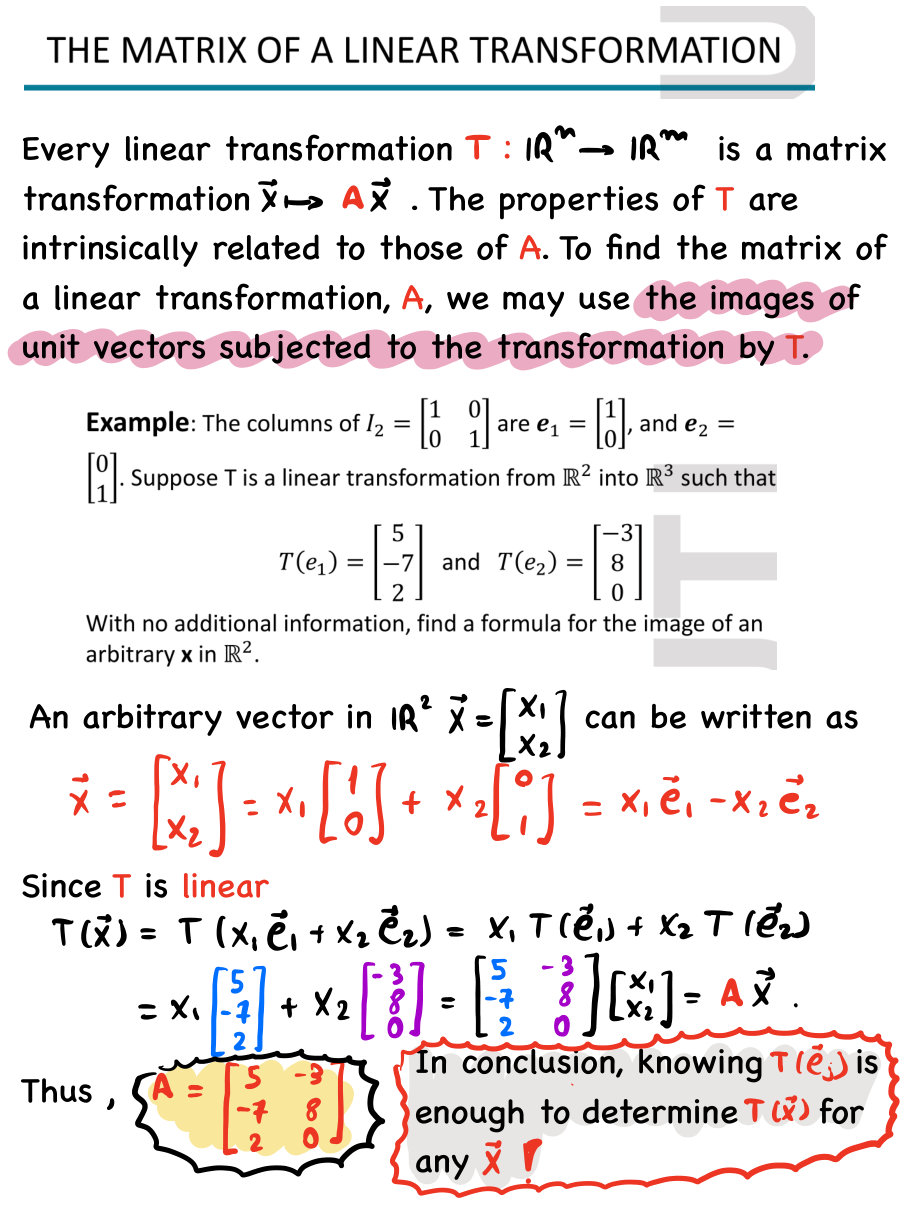 THE MATRIX OF A LINEAR TRANSFORMATION
Every linear transformation T : ℝⁿ → ℝᵐ is a matrix
transformation x⃗ ↦ A x⃗ . The properties of T are
intrinsically related to those of A. To find the matrix of
a linear transformation, A, we may use the images of
unit vectors subjected to the transformation by T.
Example: The columns of I₂ = [1 0; 0 1] are e₁ = [1; 0], and e₂ =
[0; 1]. Suppose T is a linear transformation from ℝ² into ℝ³ such that
T(e₁) = [5; −7; 2] and T(e₂) = [−3; 8; 0]
With no additional information, find a formula for the image of an
arbitrary x in ℝ².
An arbitrary vector in ℝ² x⃗ = [x₁; x₂] can be written as
x⃗ = [x₁; x₂] = x₁ [1; 0] + x₂ [0; 1] = x₁ e⃗₁ - x₂ e⃗₂
Since T is linear
T(x⃗) = T (x₁ e⃗₁ + x₂ e⃗₂) = x₁ T(e⃗₁) + x₂ T(e⃗₂)
= x₁ [5; -7; 2] + x₂ [-3; 8; 0] = [5 -3; -7 8; 2 0] [x₁; x₂] = A x⃗ .
Thus , A = [5 -3; -7 8; 2 0]
In conclusion, knowing T(e⃗ⱼ) is
enough to determine T(x⃗) for
any x⃗ !